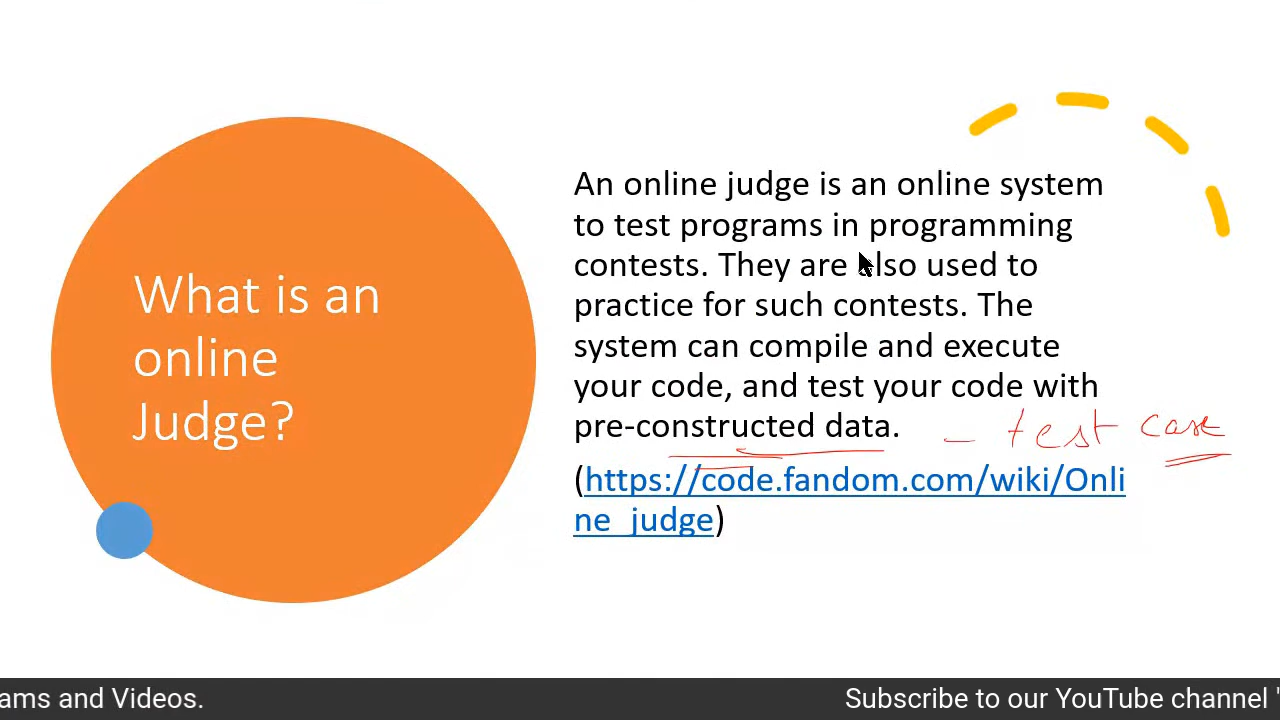 What is an
online
Judge?
An online judge is an online system
to test programs in programming
contests. They are also used to
practice for such contests. The
system can compile and execute
your code, and test your code with
pre-constructed data.
- test case
(https://code.fandom.com/wiki/Onli
ne_judge)
ams and Videos.
Subscribe to our YouTube channel '